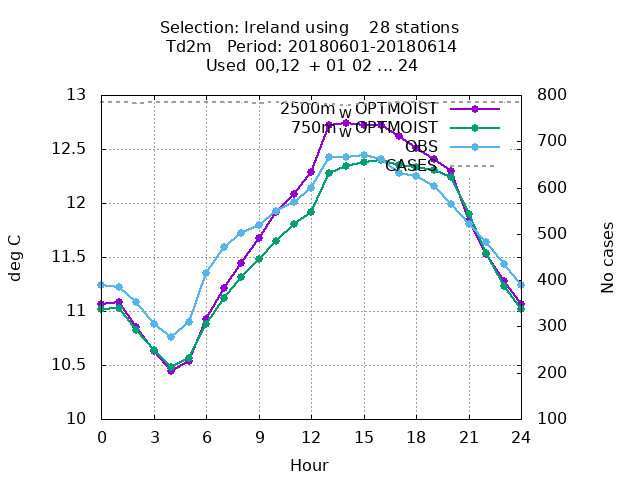 Selection: Ireland using 28 stations
Td2m Period: 20180601-20180614
Used 00,12 + 01 02 ... 24
13 800
2500m W OPTMOIST
750m W OPTMOIST
700
12.5 OBS
CASES
600
12
500
deg C
11.5
No cases
400
11
300
10.5
200
10 100
0 3 6 9 12 15 18 21 24
Hour